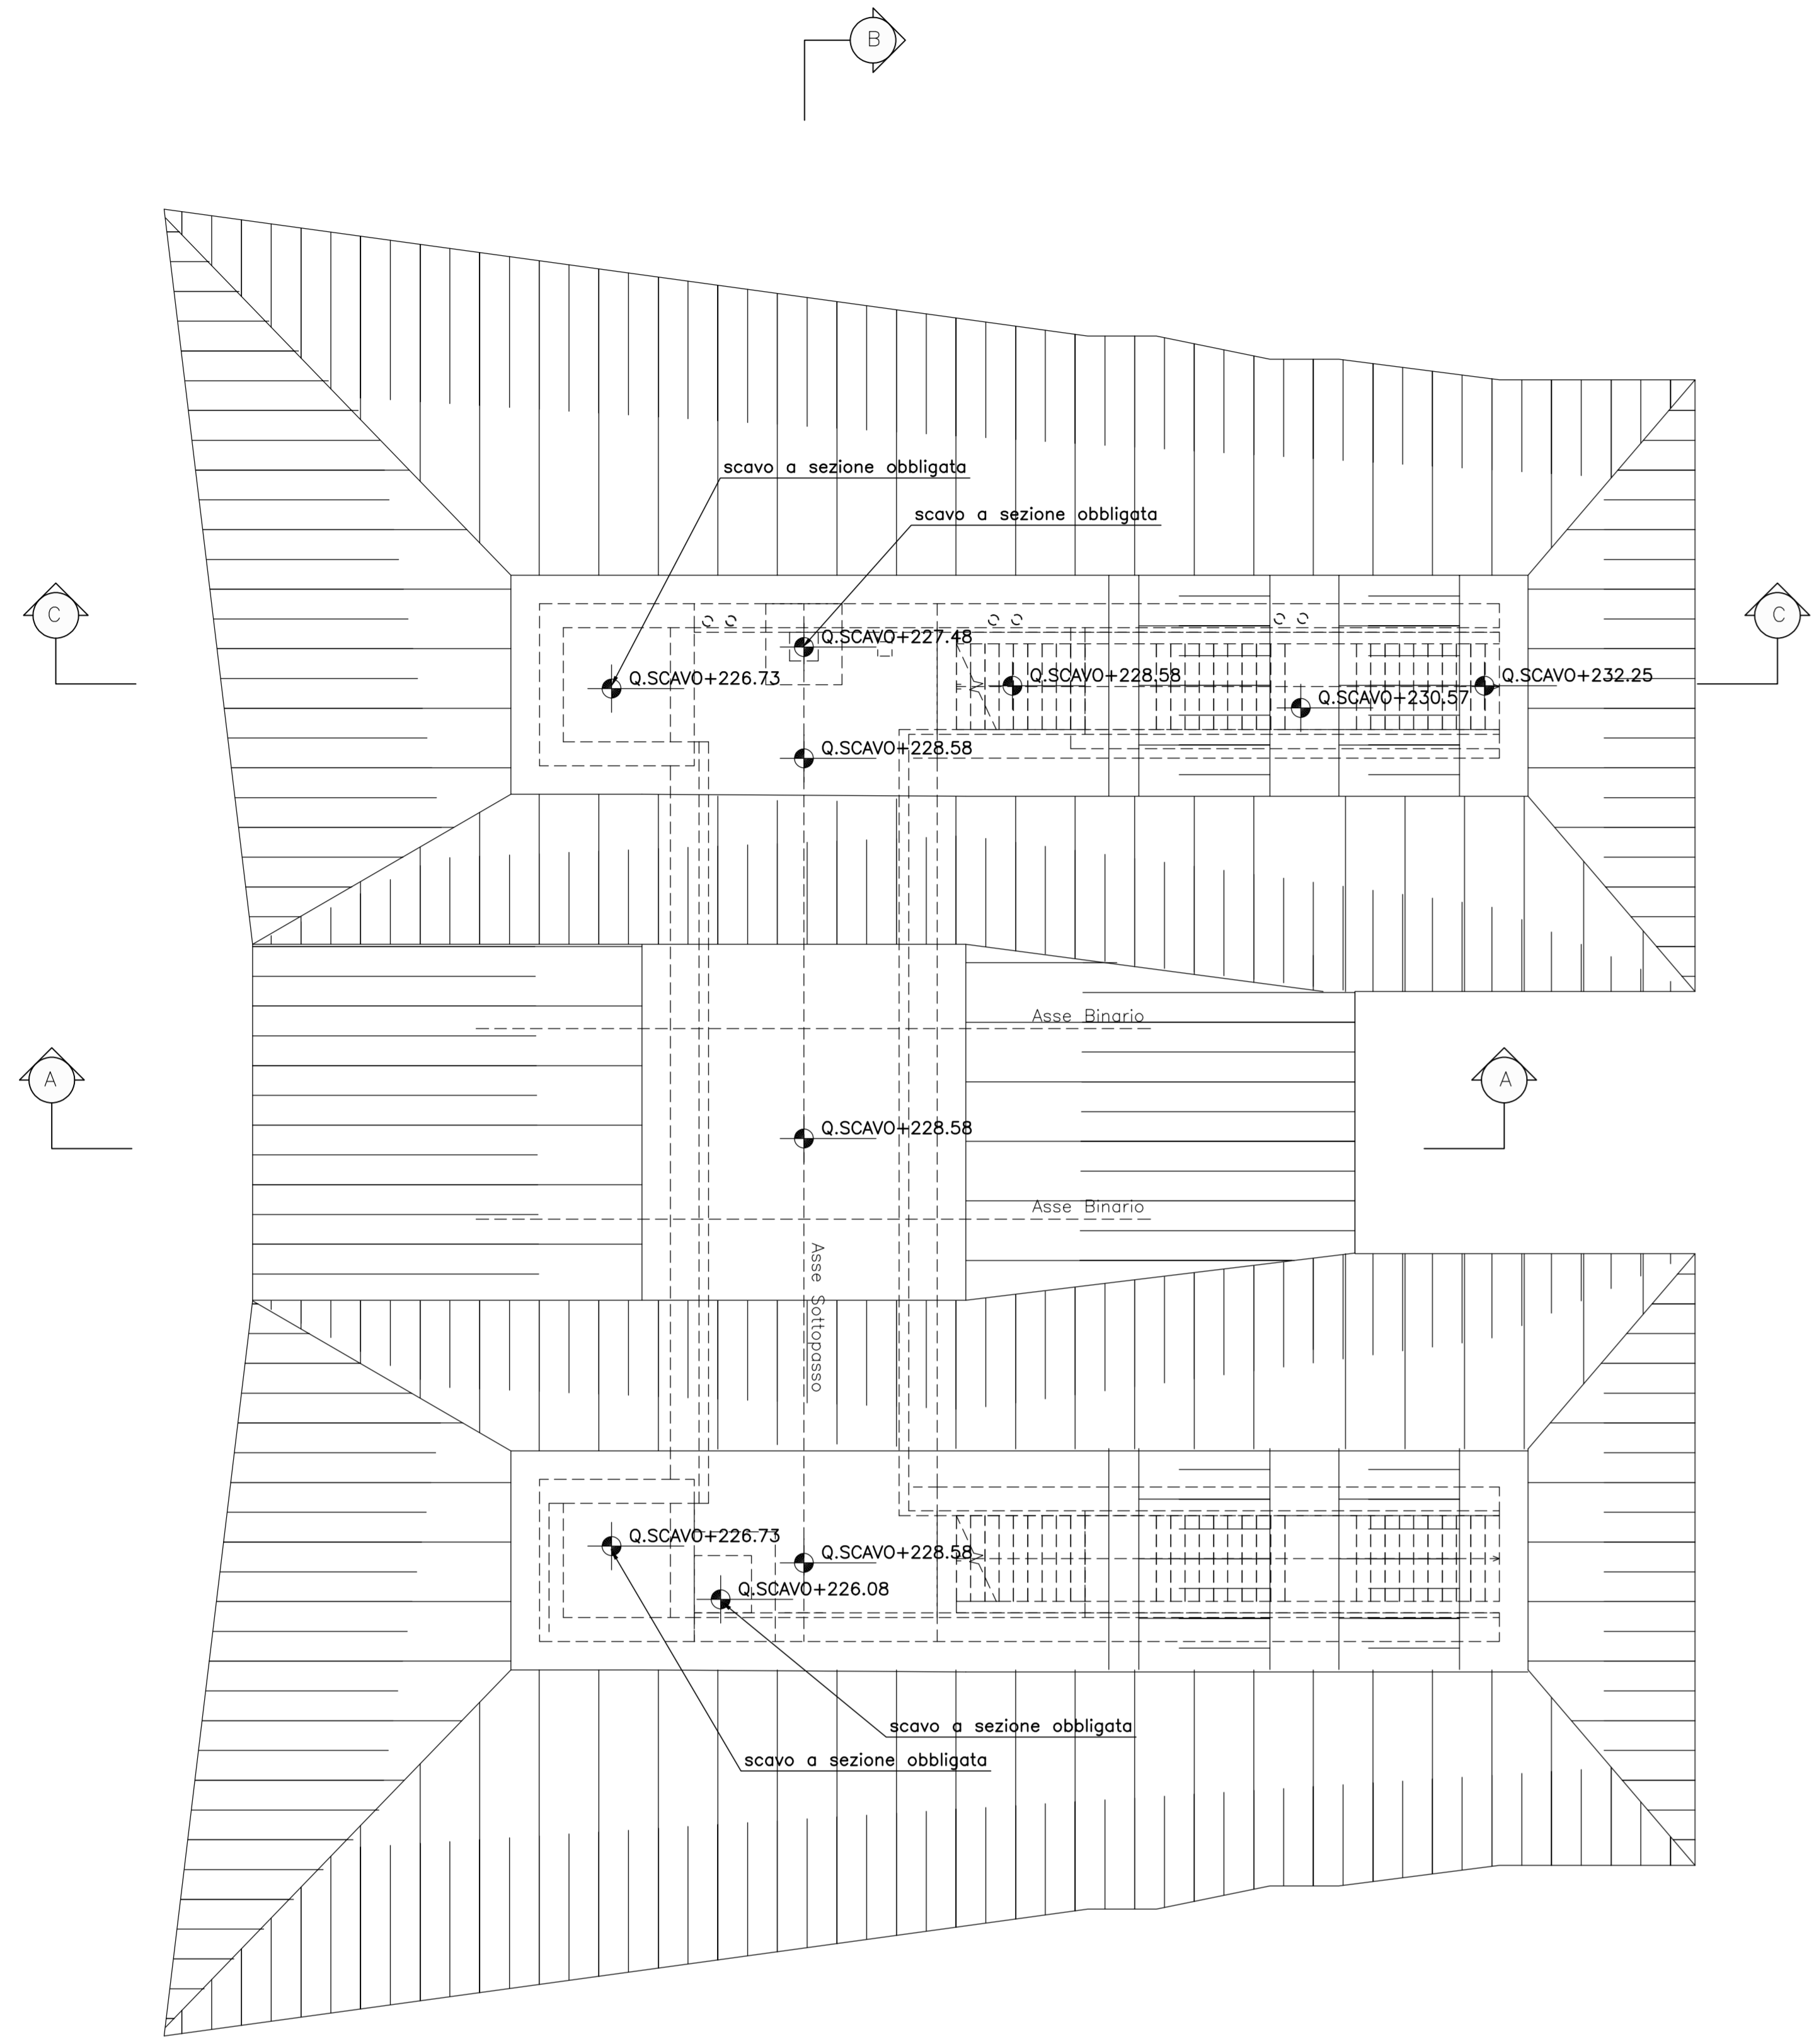 B
scavo a sezione obbligata
scavo a sezione obbligata
C
C
Q.SCAVO+227.48
Q.SCAVO+226.73
Q.SCAVO+228.58
Q.SCAVO+232.25
Q.SCAVO+230.57
Q.SCAVO+228.58
Asse Binario
A
A
Q.SCAVO+228.58
Asse Binario
Asse Sottopasso
Q.SCAVO+226.73
Q.SCAVO+228.58
Q.SCAVO+226.08
scavo a sezione obbligata
scavo a sezione obbligata